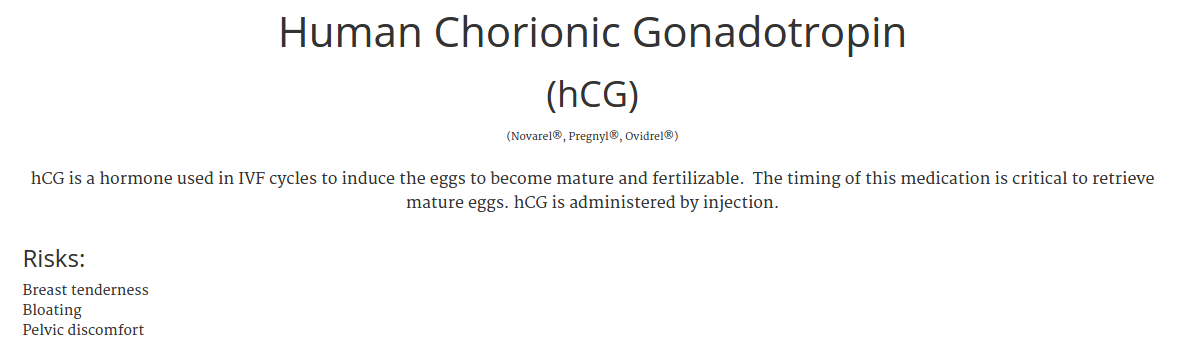 Human Chorionic Gonadotropin
(hCG)
(Novarel®, Pregnyl®, Ovidrel®)
hCG is a hormone used in IVF cycles to induce the eggs to become mature and fertilizable.  The timing of this medication is critical to retrieve
mature eggs. hCG is administered by injection.
Risks:
Breast tenderness
Bloating
Pelvic discomfort